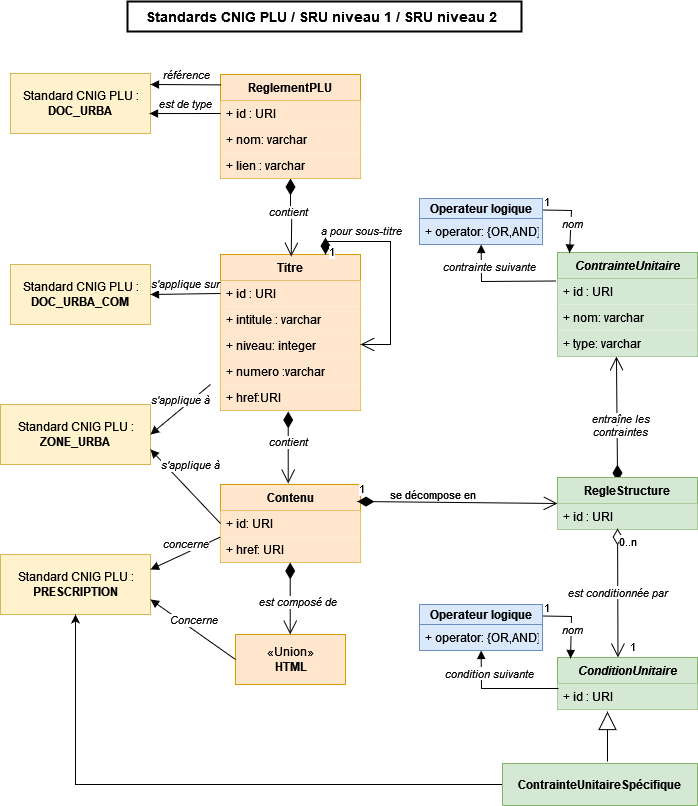 Standards CNIG PLU / SRU niveau 1 / SRU niveau 2
référence
Standard CNIG PLU :
DOC_URBA
est de type
ReglementPLU
+ id : URI
+ nom: varchar
+ lien : varchar
contient
a pour sous-titre
1
Operateur logique
+ operator: {OR,AND}
1
nom
contrainte suivante
ContrainteUnitaire
+ id : URI
+ nom: varchar
+ type: varchar
Standard CNIG PLU :
DOC_URBA_COM
s'applique sur
Titre
+ id : URI
+ intitule : varchar
+ niveau: integer
+ numero :varchar
+ href:URI
s'applique à
Standard CNIG PLU :
ZONE_URBA
s'applique à
contient
entraîne les
contraintes
Contenu
+ id: URI
+ href: URI
1
se décompose en
RegleStructure
+ id : URI
0..n
concerne
Standard CNIG PLU :
PRESCRIPTION
Concerne
est composé de
«Union»
HTML
est conditionnée par
1
Operateur logique
+ operator: {OR,AND}
1
nom
condition suivante
ConditionUnitaire
+ id : URI
ContrainteUnitaireSpécifique